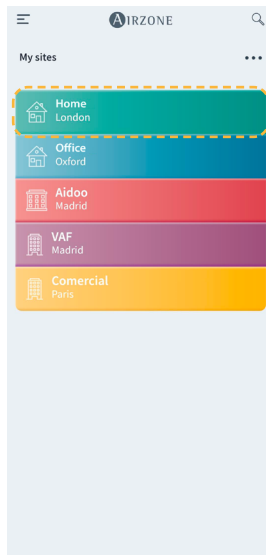 AIRZONE
My sites
Home
London
Office
Oxford
Aidoo
Madrid
VAF
Madrid
Comercial
Paris